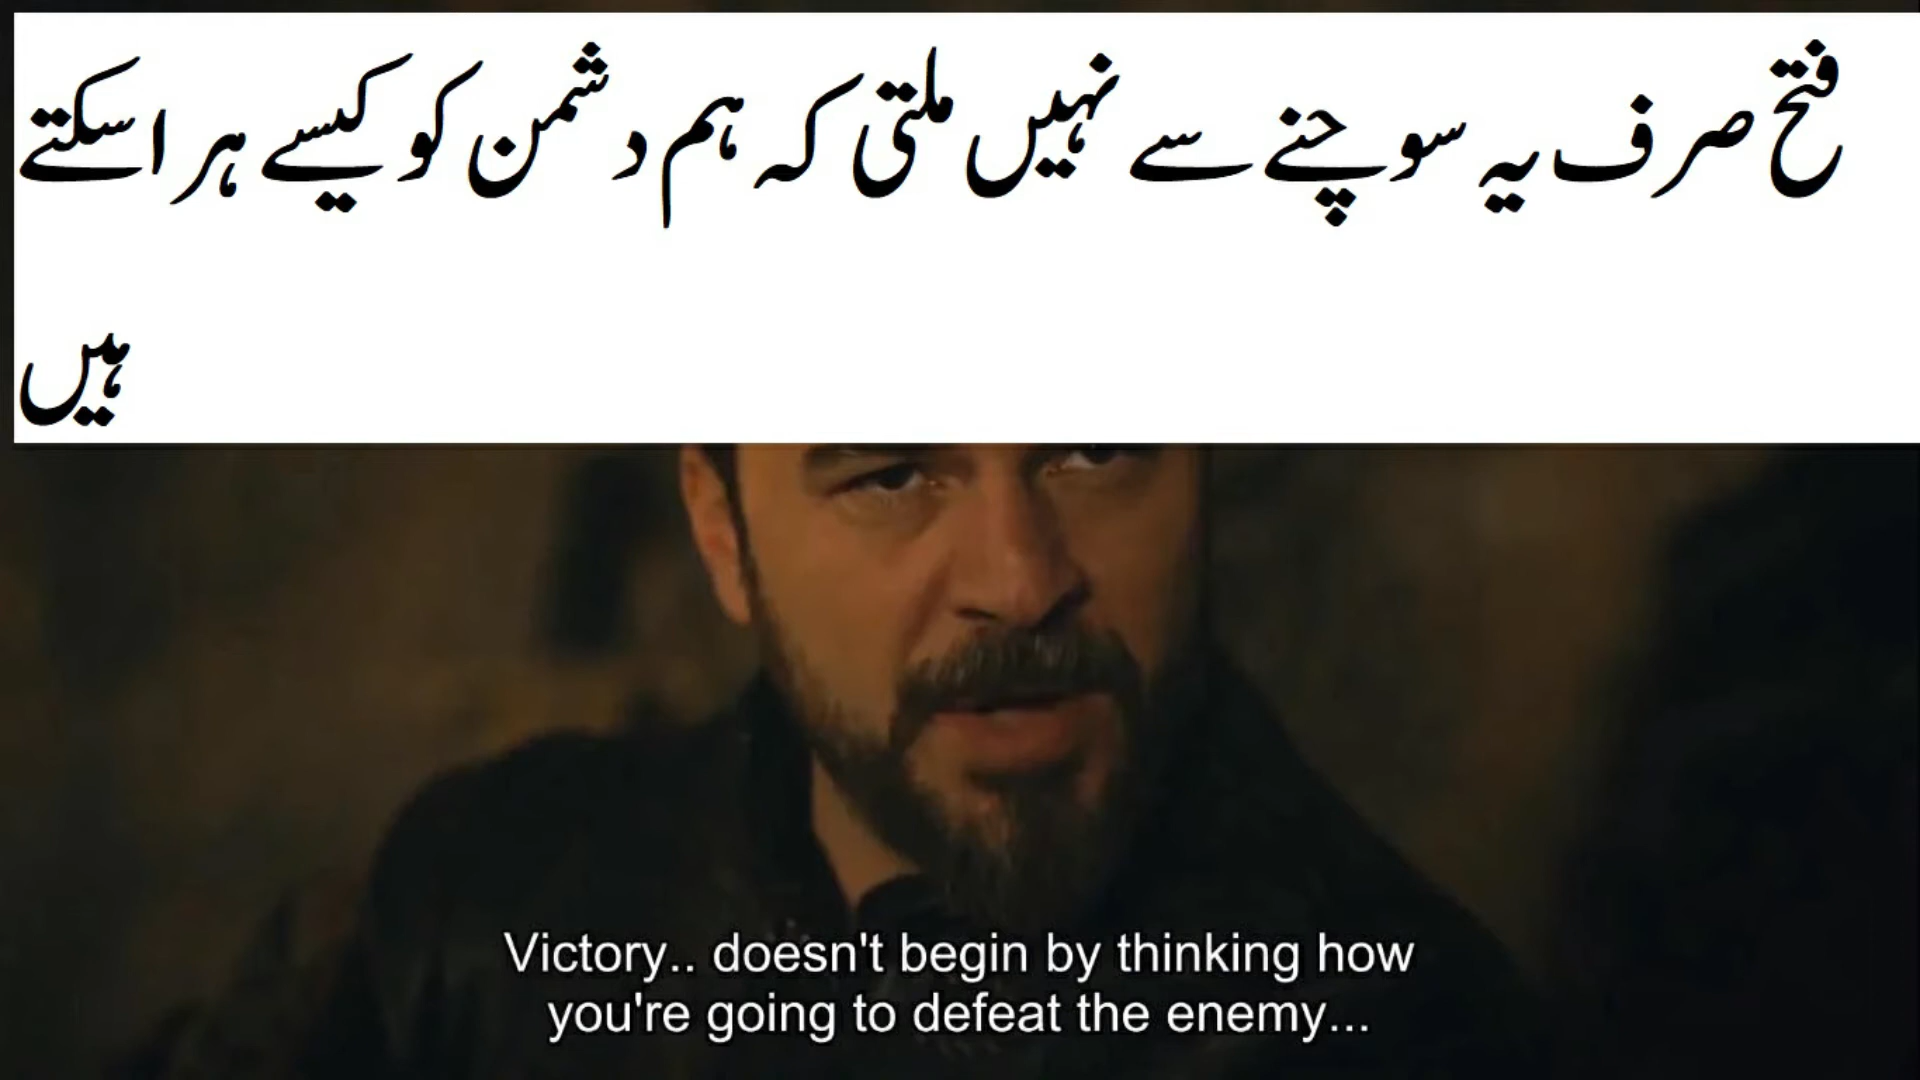 فتح صرف یہ سوچنے سے نہیں ملتی کہ ہم دشمن کو کیسے ہرا سکتے
ہیں
Victory.. doesn't begin by thinking how
you're going to defeat the enemy...